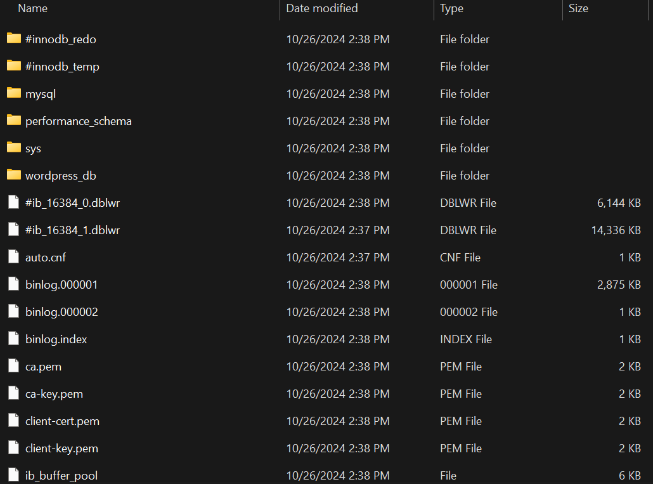 Name Date modified Type Size
#innodb_redo 10/26/2024 2:38 PM File folder
#innodb_temp 10/26/2024 2:38 PM File folder
mysql 10/26/2024 2:38 PM File folder
performance_schema 10/26/2024 2:38 PM File folder
sys 10/26/2024 2:38 PM File folder
wordpress_db 10/26/2024 2:38 PM File folder
#ib_16384_0.dblwr 10/26/2024 2:38 PM DBLWR File 6,144 KB
#ib_16384_1.dblwr 10/26/2024 2:37 PM DBLWR File 14,336 KB
auto.cnf 10/26/2024 2:37 PM CNF File 1 KB
binlog.000001 10/26/2024 2:38 PM 000001 File 2,875 KB
binlog.000002 10/26/2024 2:38 PM 000002 File 1 KB
binlog.index 10/26/2024 2:38 PM INDEX File 1 KB
ca.pem 10/26/2024 2:38 PM PEM File 2 KB
ca-key.pem 10/26/2024 2:38 PM PEM File 2 KB
client-cert.pem 10/26/2024 2:38 PM PEM File 2 KB
client-key.pem 10/26/2024 2:38 PM PEM File 2 KB
ib_buffer_pool 10/26/2024 2:38 PM File 6 KB